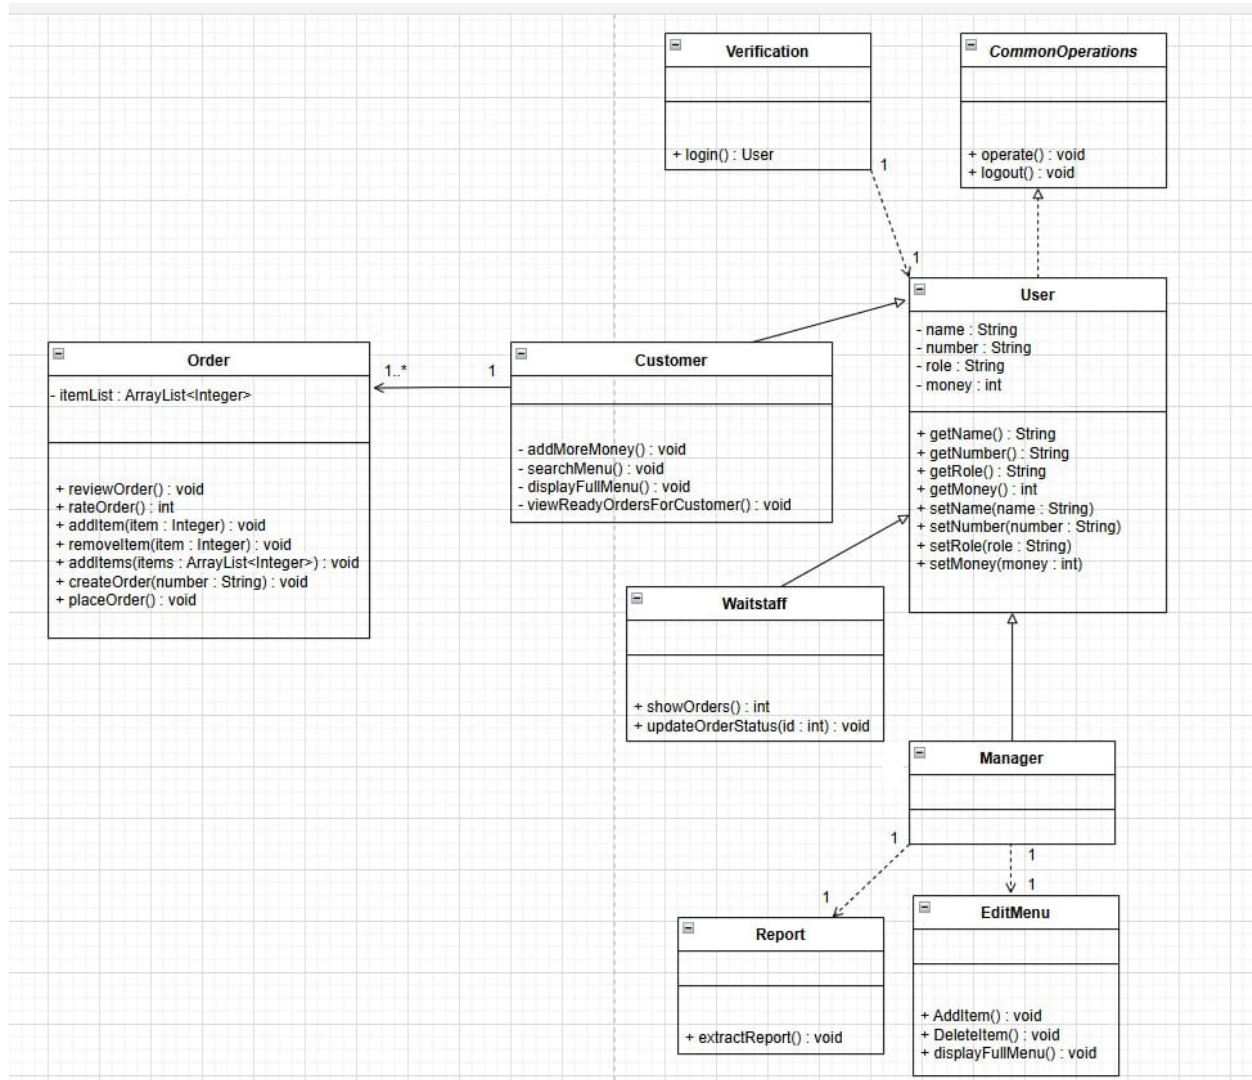 Verification
+ login() : User
CommonOperations
+ operate() : void
+ logout() : void
1
1
User
- name : String
- number : String
- role : String
- money : int
+ getName() : String
+ getNumber() : String
+ getRole() : String
+ getMoney() : int
+ setName(name : String)
+ setNumber(number : String)
+ setRole(role : String)
+ setMoney(money : int)
Order
- itemList : ArrayList<Integer>
+ reviewOrder() : void
+ rateOrder() : int
+ addItem(item : Integer) : void
+ removeItem(item : Integer) : void
+ addItems(items : ArrayList<Integer>) : void
+ createOrder(number : String) : void
+ placeOrder() : void
1..*
1
Customer
- addMoreMoney() : void
- searchMenu() : void
- displayFullMenu() : void
- viewReadyOrdersForCustomer() : void
Waitstaff
+ showOrders() : int
+ updateOrderStatus(id : int) : void
Manager
1
1
1
1
Report
+ extractReport() : void
EditMenu
+ AddItem() : void
+ DeleteItem() : void
+ displayFullMenu() : void